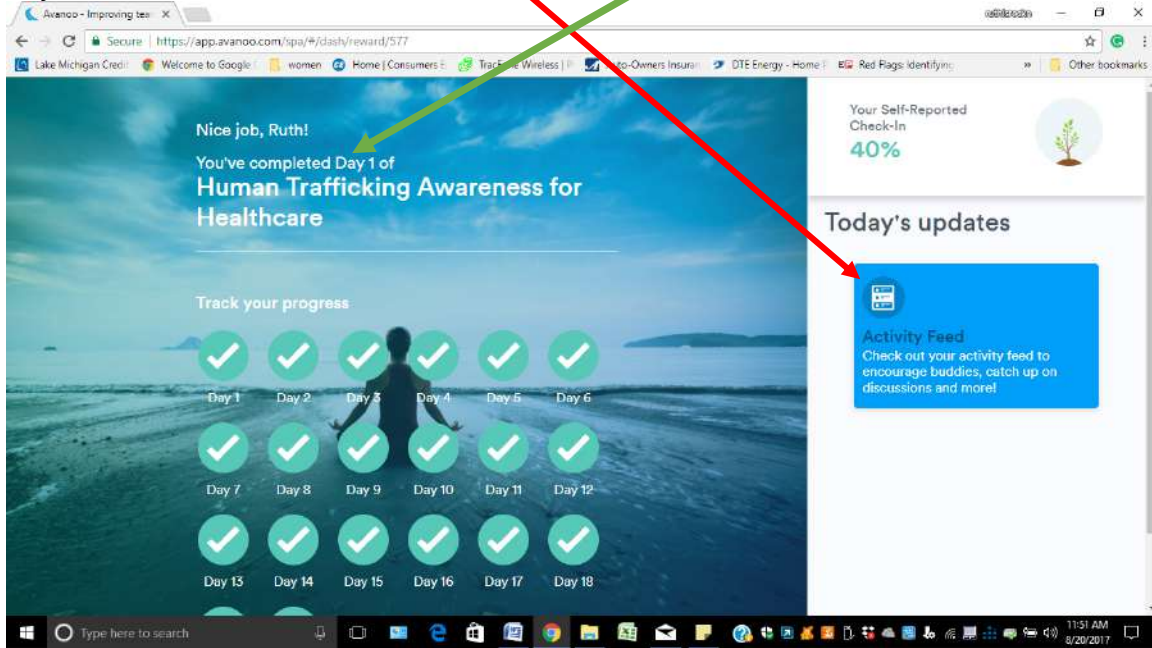 Avanoo - Improving tea
Secure | https://app.avanoo.com/spa/#/dash/reward/577
Lake Michigan Credi Welcome to Google women Home | Consumers E Wireless | Insuran DTE Energy - Home Red Flags: Identifying » Other bookmarks
Nice job, Ruth!
You've completed Day 1 of
Human Trafficking Awareness for
Healthcare
Track your progress
Day 1 Day 2 Day 3 Day 4 Day 5 Day 6
Day 7 Day 8 Day 9 Day 10 Day 11 Day 12
Day 13 Day 14 Day 15 Day 16 Day 17 Day 18
Your Self-Reported
Check-In
40%
Today's updates
Activity Feed
Check out your activity feed to
encourage buddies, catch up on
discussions and more!
Type here to search
11:51 AM
8/20/2017